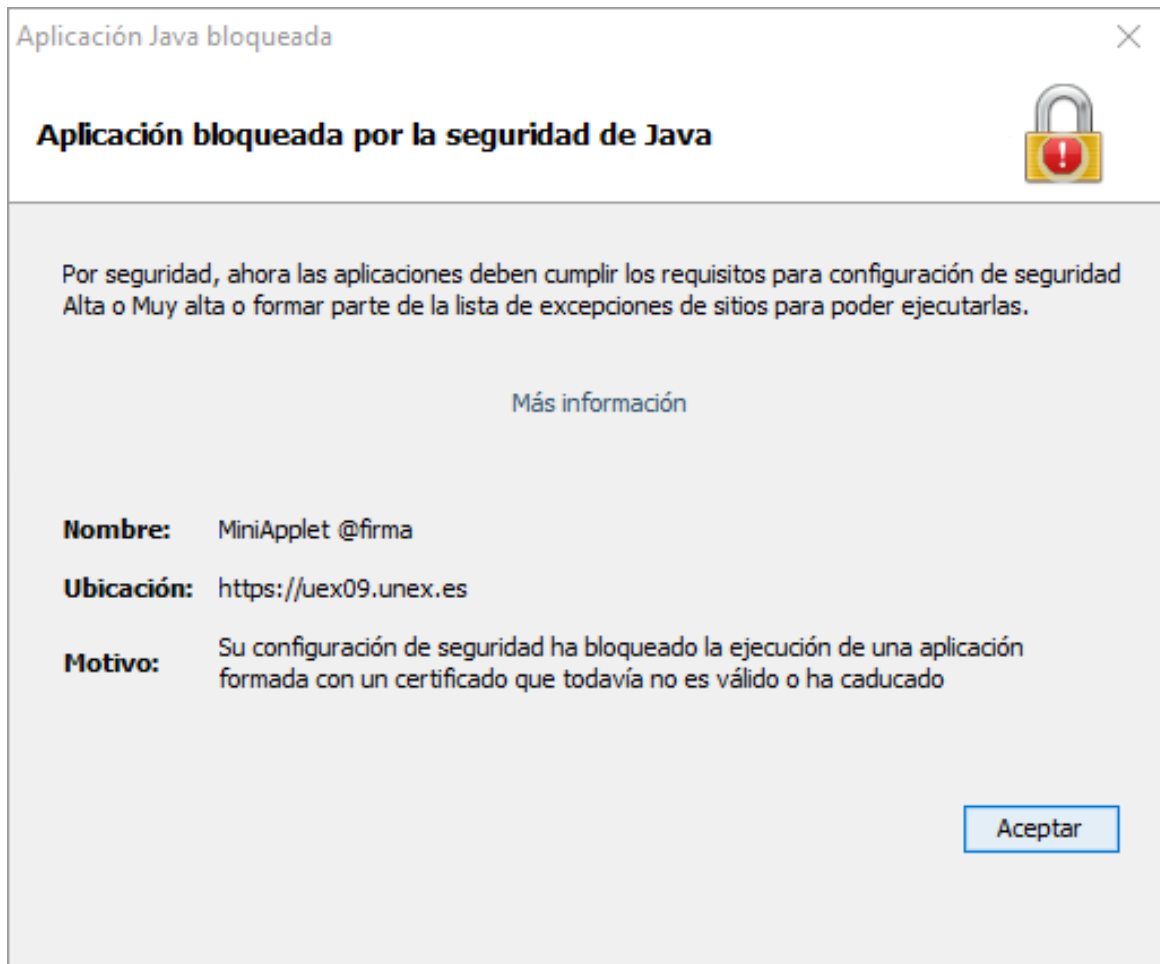 Aplicación Java bloqueada
Aplicación bloqueada por la seguridad de Java
Por seguridad, ahora las aplicaciones deben cumplir los requisitos para configuración de seguridad
Alta o Muy alta o formar parte de la lista de excepciones de sitios para poder ejecutarlas.
Más información
Nombre: MiniApplet @firma
Ubicación: https://uex09.unex.es
Motivo: Su configuración de seguridad ha bloqueado la ejecución de una aplicación
formada con un certificado que todavía no es válido o ha caducado
Aceptar